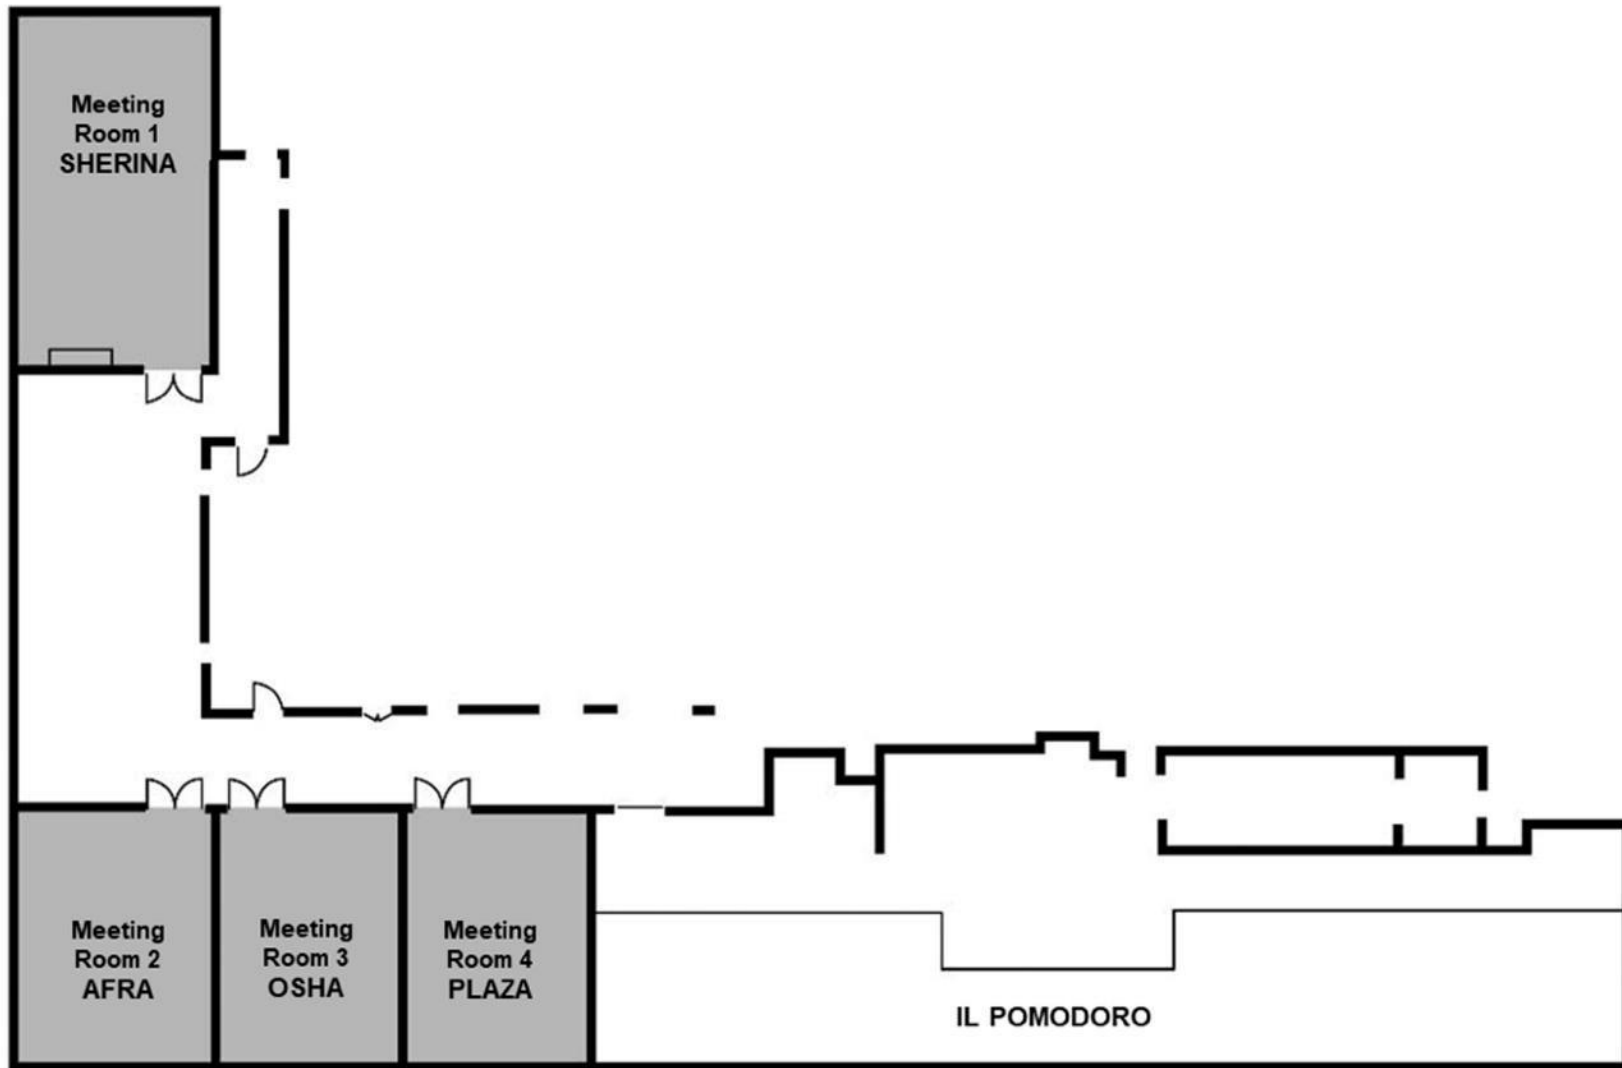 Meeting
Room 1
SHERINA
Meeting
Room 2
AFRA
Meeting
Room 3
OSHA
Meeting
Room 4
PLAZA
IL POMODORO